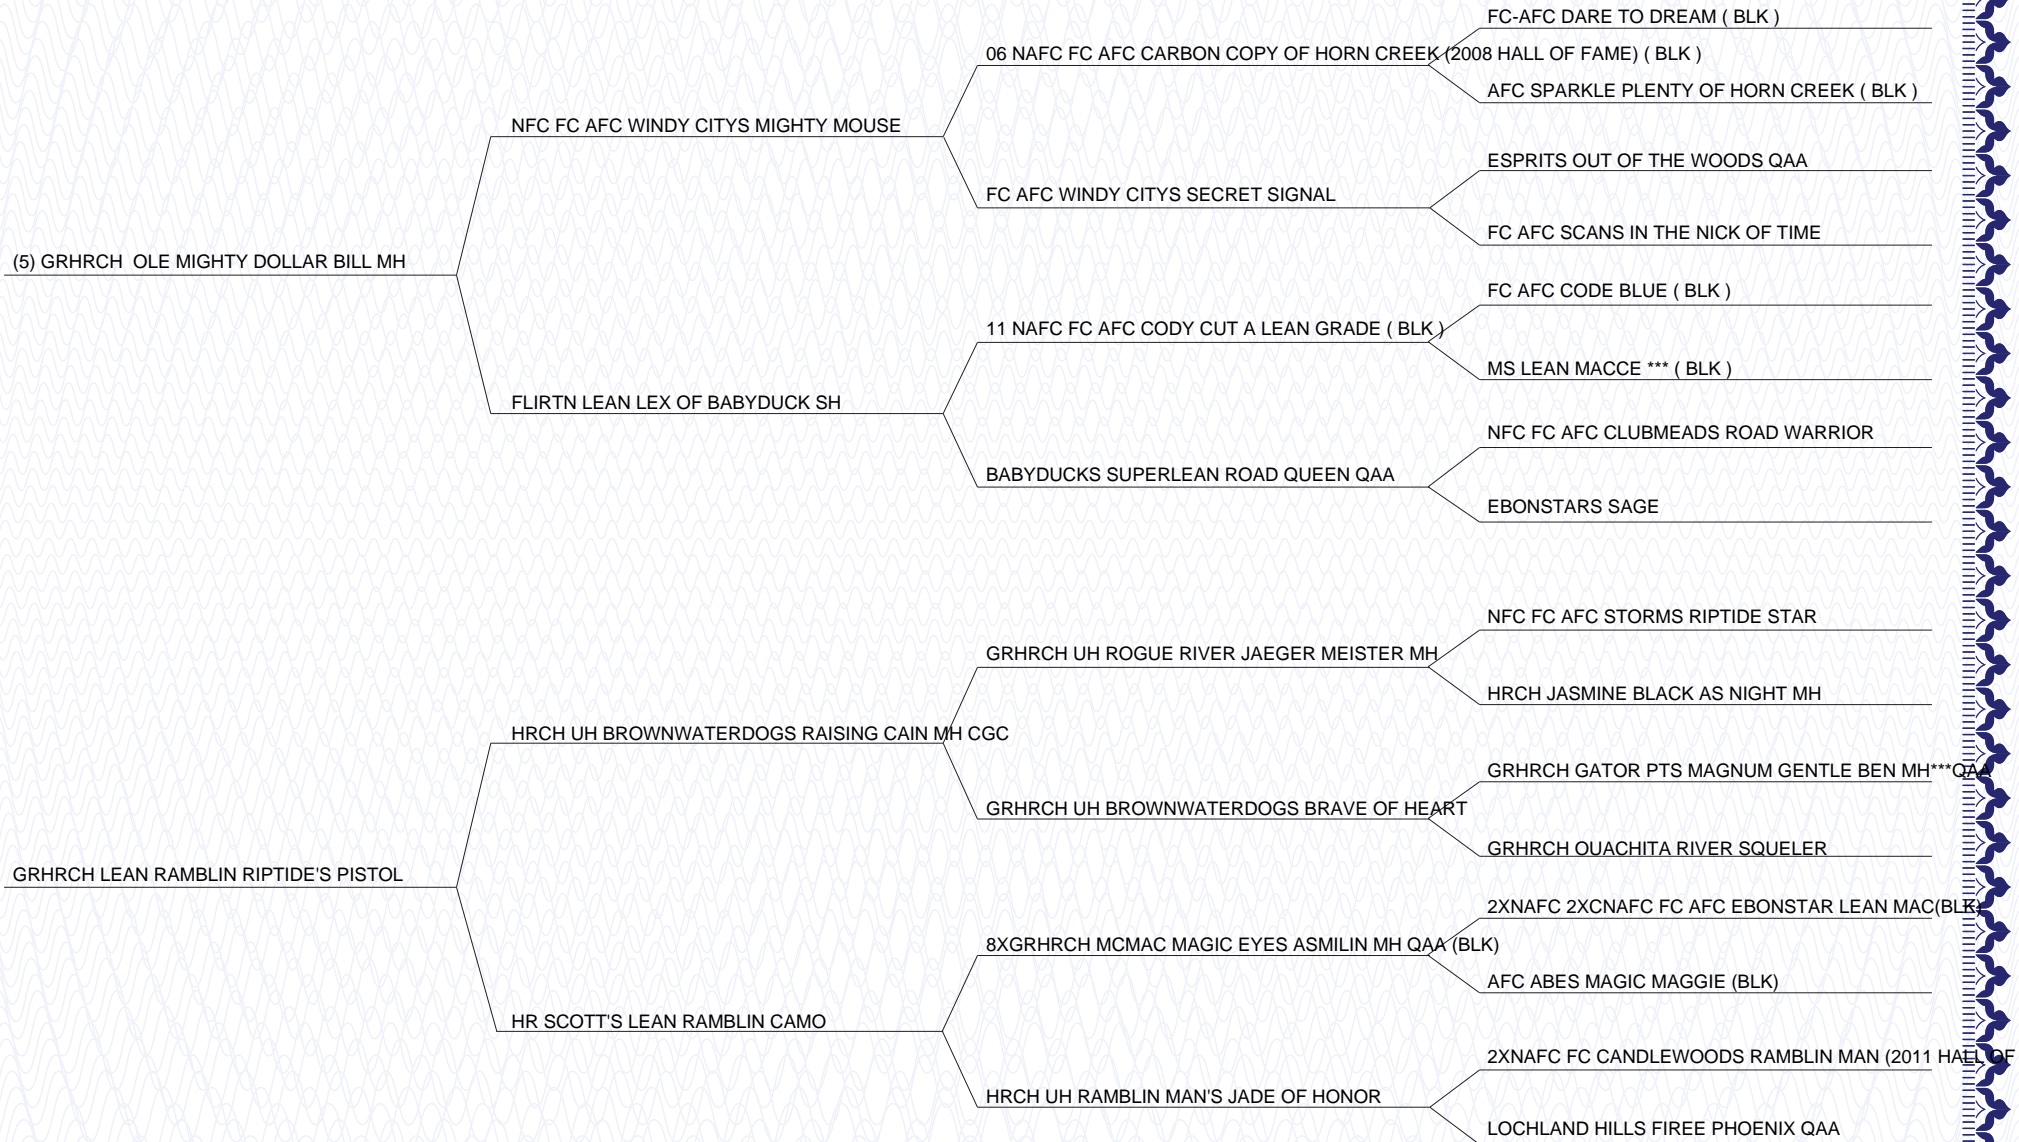 FC-AFC DARE TO DREAM ( BLK )
06 NAFC FC AFC CARBON COPY OF HORN CREEK (2008 HALL OF FAME) ( BLK )
AFC SPARKLE PLENTY OF HORN CREEK ( BLK )
NFC FC AFC WINDY CITYS MIGHTY MOUSE
ESPRITS OUT OF THE WOODS QAA
FC AFC WINDY CITYS SECRET SIGNAL
FC AFC SCANS IN THE NICK OF TIME
(5) GRHRCH  OLE MIGHTY DOLLAR BILL MH
FC AFC CODE BLUE ( BLK )
11 NAFC FC AFC CODY CUT A LEAN GRADE ( BLK )
MS LEAN MACCE *** ( BLK )
FLIRTN LEAN LEX OF BABYDUCK SH
NFC FC AFC CLUBMEADS ROAD WARRIOR
BABYDUCKS SUPERLEAN ROAD QUEEN QAA
EBONSTARS SAGE
NFC FC AFC STORMS RIPTIDE STAR
GRHRCH UH ROGUE RIVER JAEGER MEISTER MH
HRCH JASMINE BLACK AS NIGHT MH
HRCH UH BROWNWATERDOGS RAISING CAIN MH CGC
GRHRCH GATOR PTS MAGNUM GENTLE BEN MH***QAA
GRHRCH UH BROWNWATERDOGS BRAVE OF HEART
GRHRCH OUACHITA RIVER SQUELER
GRHRCH LEAN RAMBLIN RIPTIDE'S PISTOL
2XNAFC 2XCNAFC FC AFC EBONSTAR LEAN MAC(BLK)
8XGRHRCH MCMAC MAGIC EYES ASMILIN MH QAA (BLK)
AFC ABES MAGIC MAGGIE (BLK)
HR SCOTT'S LEAN RAMBLIN CAMO
2XNAFC FC CANDLEWOODS RAMBLIN MAN (2011 HALL OF
HRCH UH RAMBLIN MAN'S JADE OF HONOR
LOCHLAND HILLS FIREE PHOENIX QAA